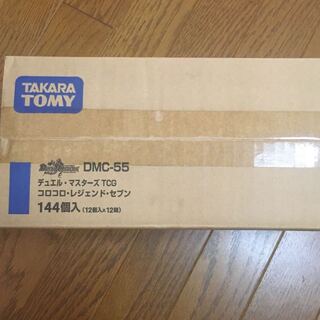 TAKARA
TOMY
DUEL MASTERS DMC-55
デュエル・マスターズ TCG
コロコロ・レジェンド・セブン
144個入(12個入×12箱)